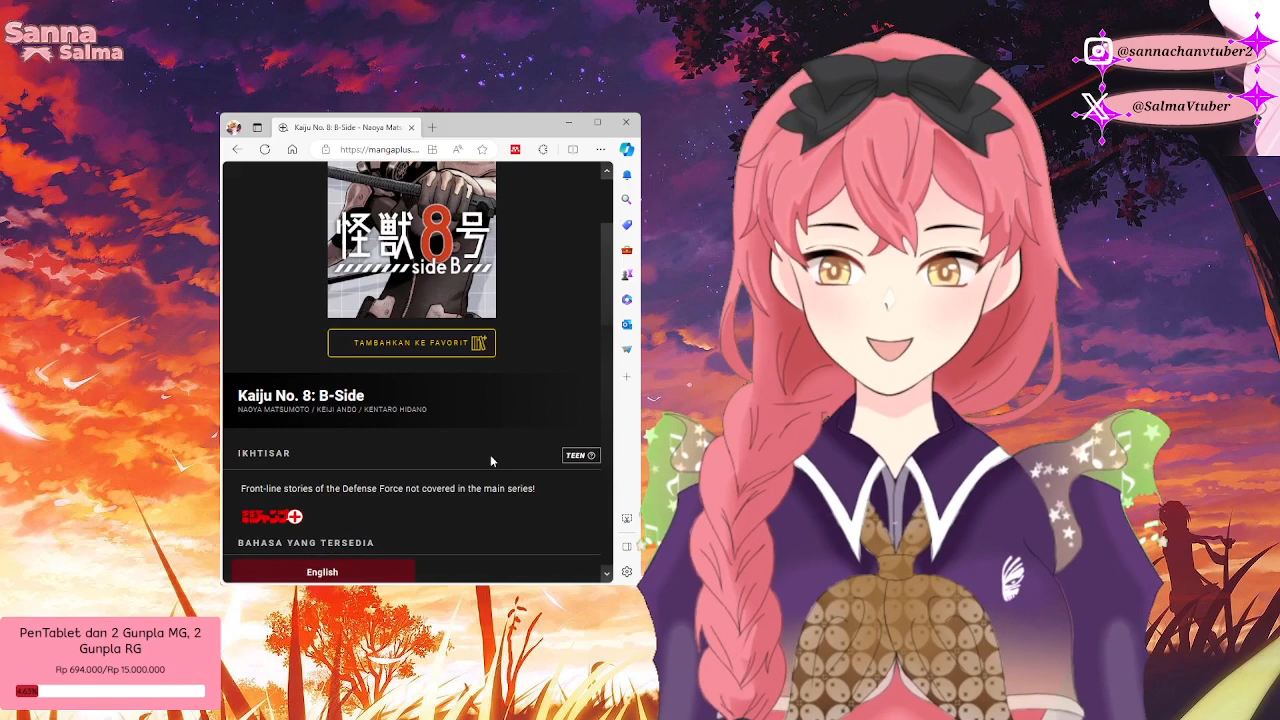 Sanna
Salma
@sannachanvtuber2
@SalmaVtuber
Kaiju No. 8: B-Side - Naoya Mats
https://mangaplus....
怪獣8号
side B
TAMBAHKAN KE FAVORIT
Kaiju No. 8: B-Side
NAOYA MATSUMOTO / KEIJI ANDO / KENTARO HIDANO
IKHTISAR
TEEN
Front-line stories of the Defense Force not covered in the main series!
BAHASA YANG TERSEDIA
English
PenTablet dan 2 Gunpla MG, 2
Gunpla RG
Rp 694.000/Rp 15.000.000
4.63%